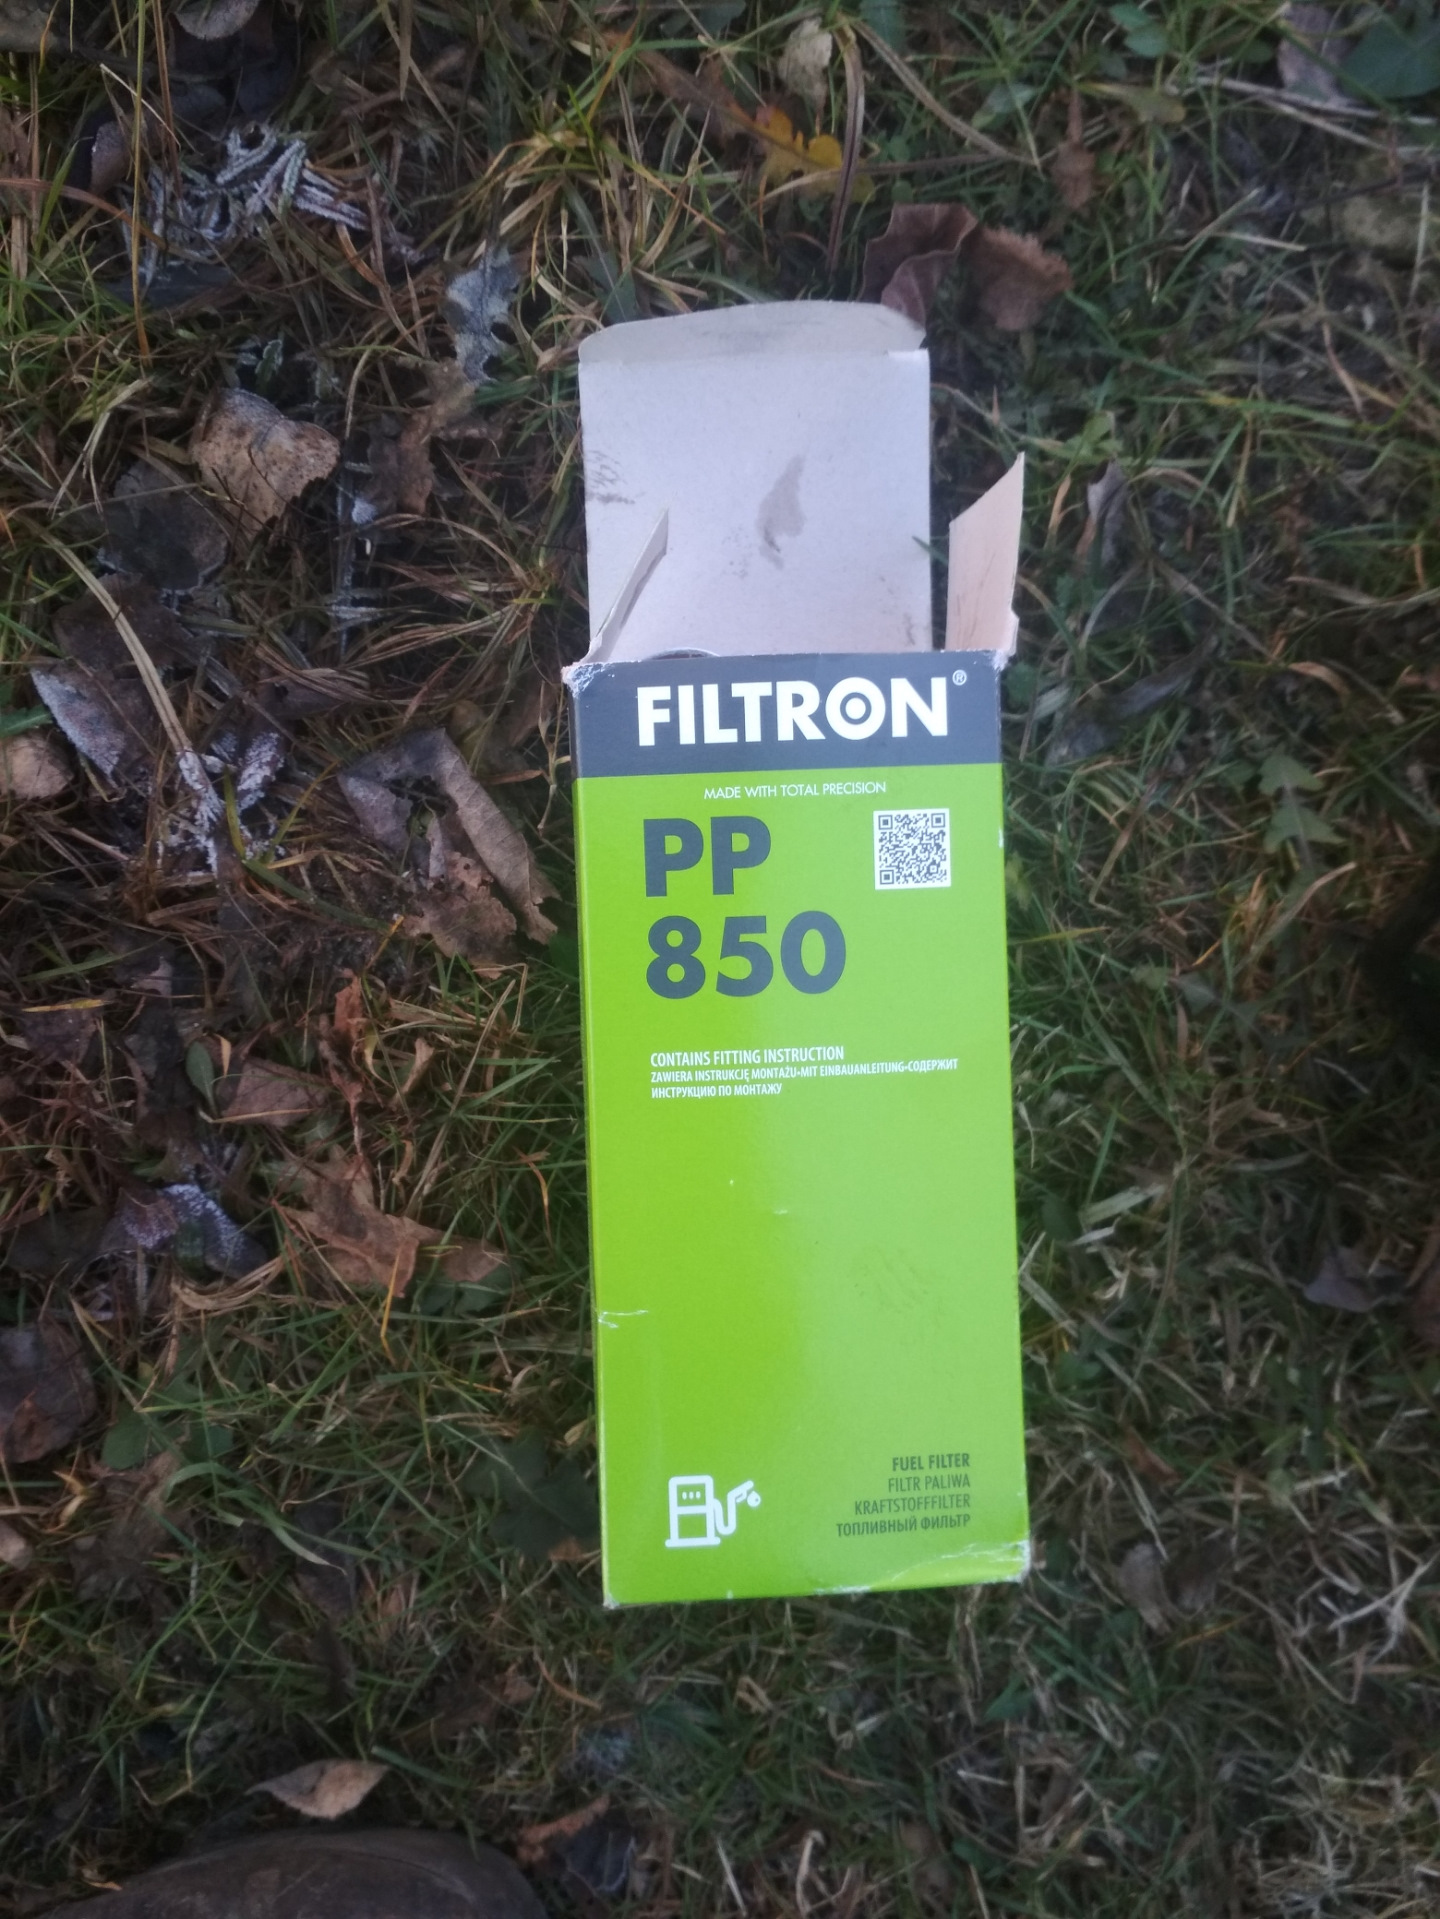 FILTRON®
MADE WITH TOTAL PRECISION
PP
850
CONTAINS FITTING INSTRUCTION
ZAWIERA INSTRUKCJĘ MONTAŻU-MIT EINBAUANLEITUNG-СОДЕРЖИТ
ИНСТРУКЦИЮ ПО МОНТАЖУ
FUEL FILTER
FILTR PALIWA
KRAFTSTOFFFILTER
ТОПЛИВНЫЙ ФИЛЬТР